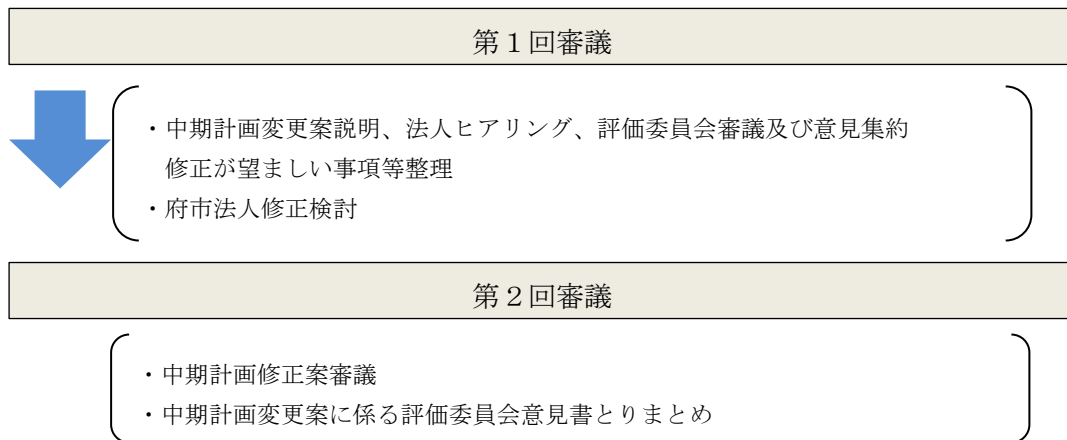 第１回審議
・中期計画変更案説明、法人ヒアリング、評価委員会審議及び意見集約
修正が望ましい事項等整理
・府市法人修正検討
第２回審議
・中期計画修正案審議
・中期計画変更案に係る評価委員会意見書とりまとめ